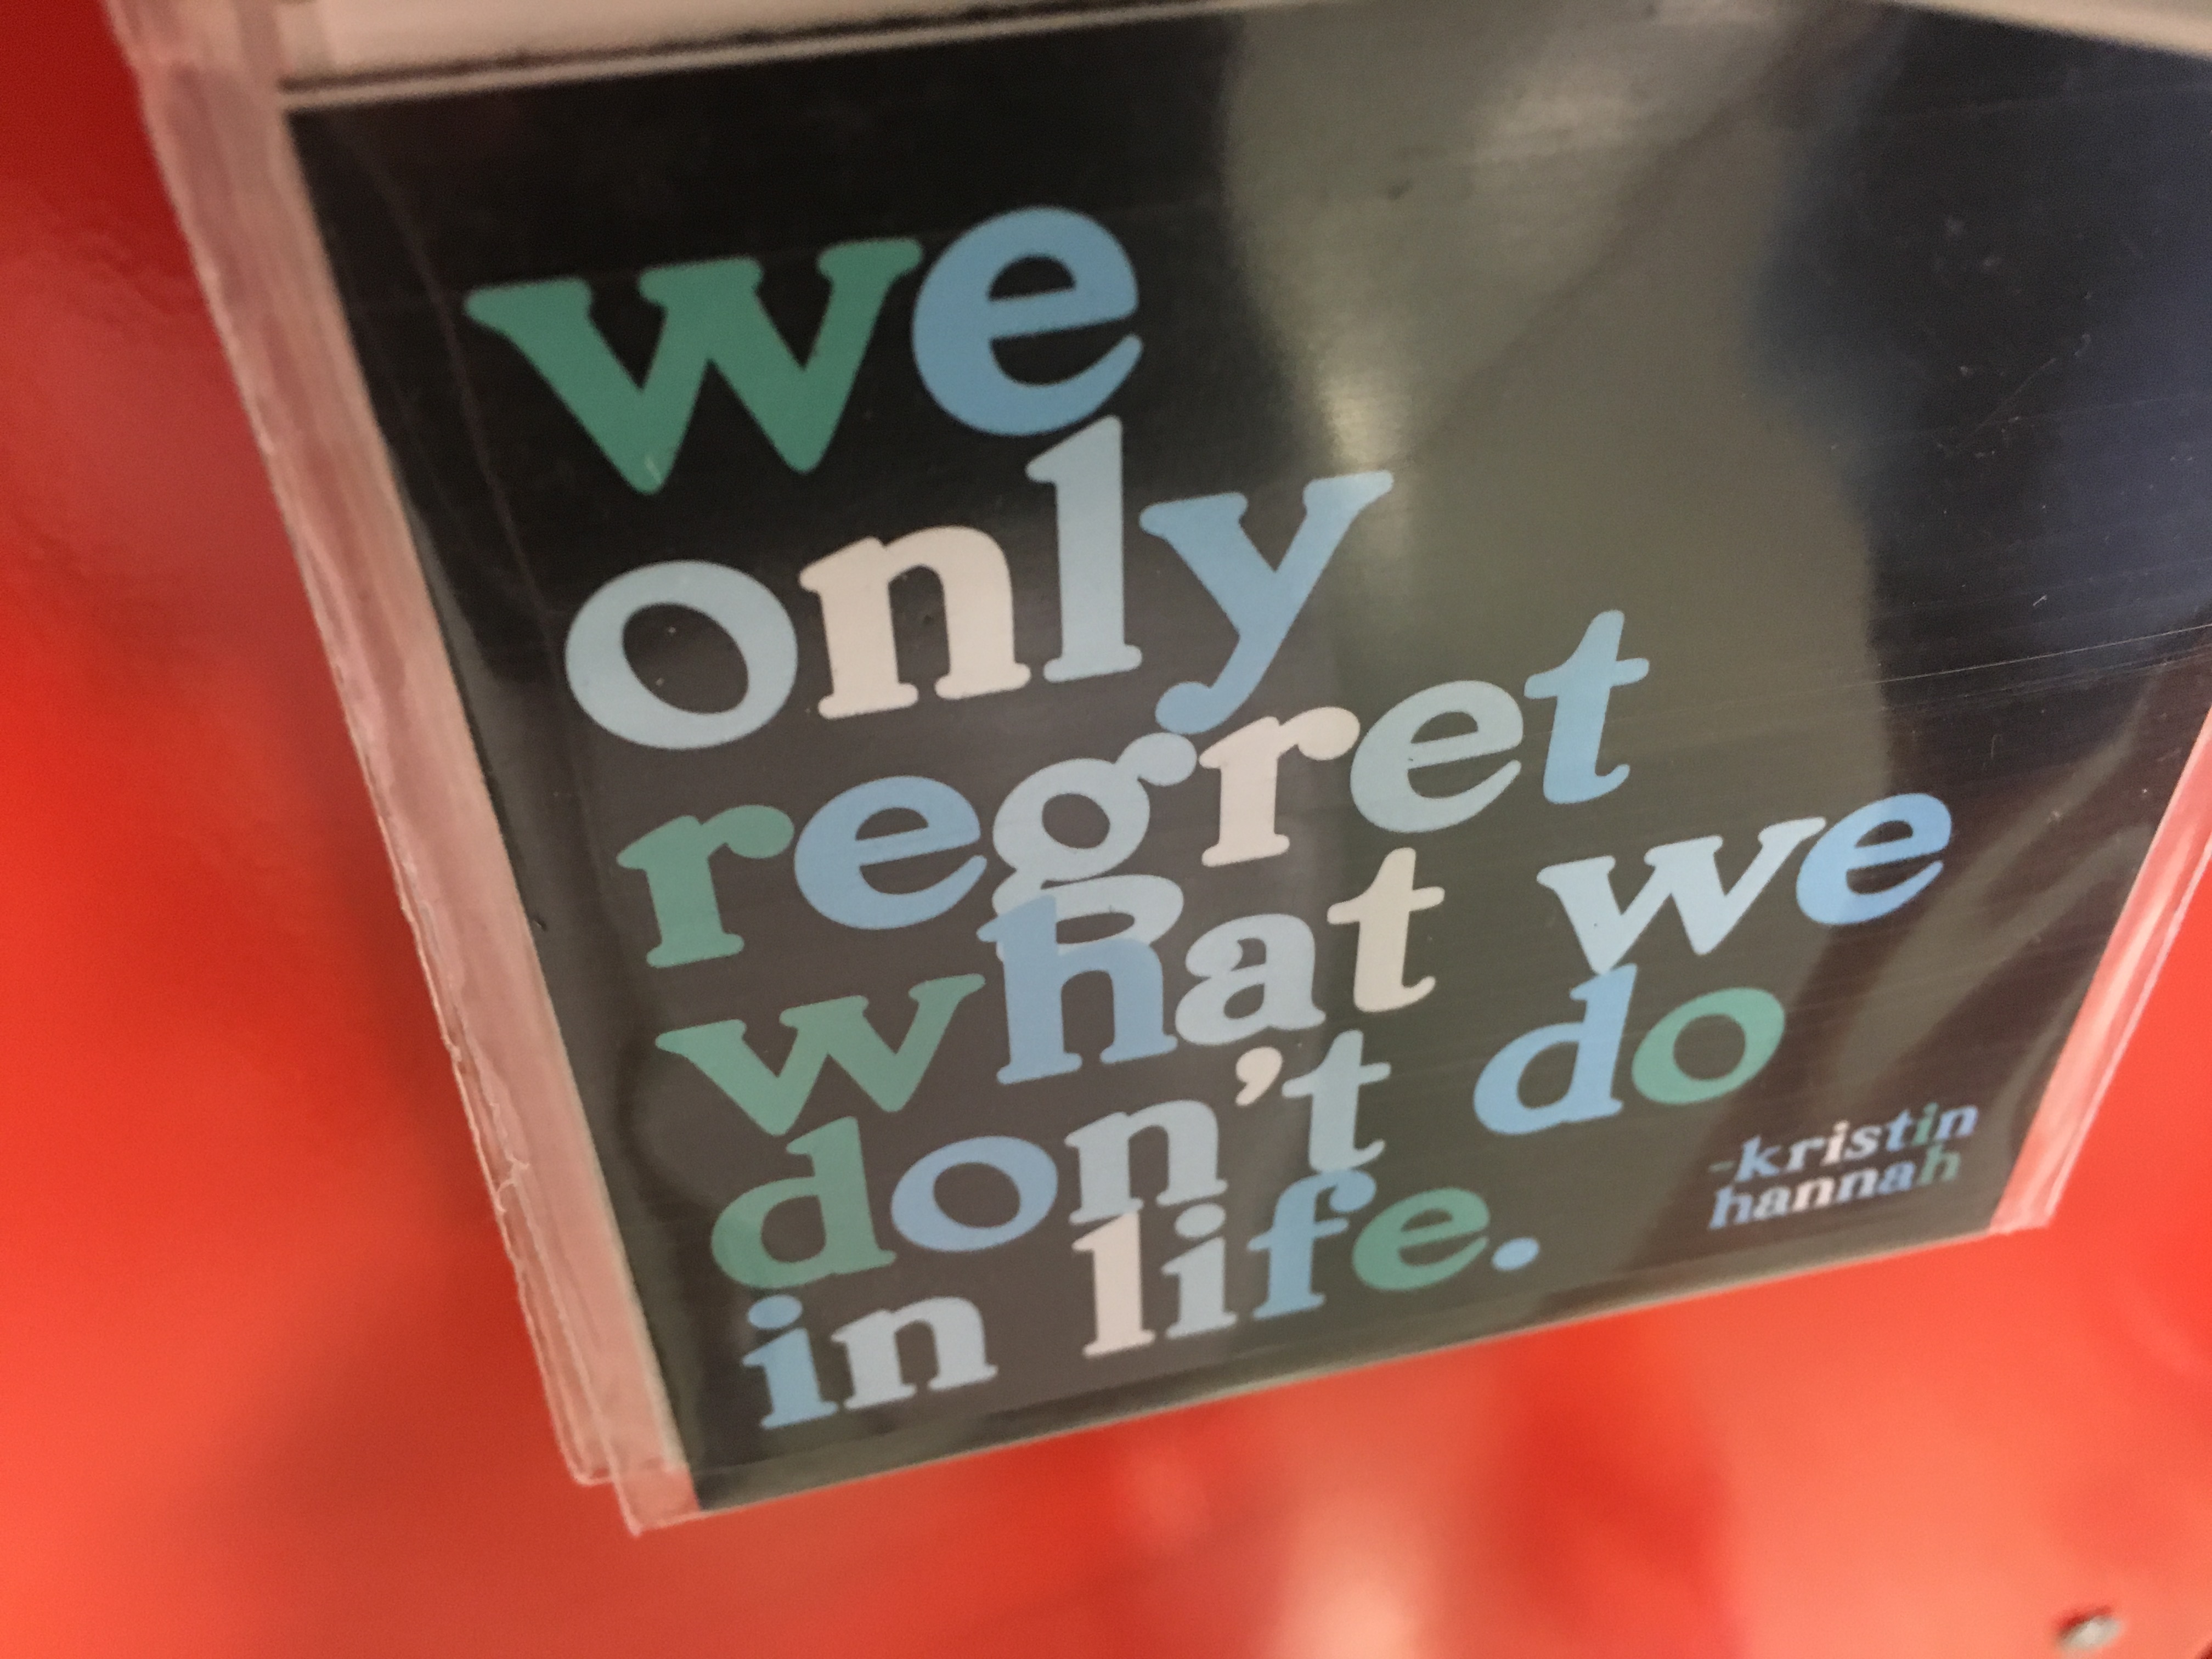 we
only
regret
what we
don't do
in life.
-kristin
hannah